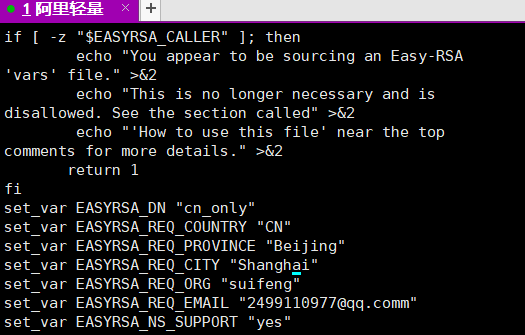 1 阿里轻量
if [ -z "$EASYRSA_CALLER" ]; then
        echo "You appear to be sourcing an Easy-RSA
'vars' file." >&2
        echo "This is no longer necessary and is
disallowed. See the section called" >&2
        echo "'How to use this file' near the top
comments for more details." >&2
       return 1
fi
set_var EASYRSA_DN "cn_only"
set_var EASYRSA_REQ_COUNTRY "CN"
set_var EASYRSA_REQ_PROVINCE "Beijing"
set_var EASYRSA_REQ_CITY "Shanghai"
set_var EASYRSA_REQ_ORG "suifeng"
set_var EASYRSA_REQ_EMAIL "2499110977@qq.comm"
set_var EASYRSA_NS_SUPPORT "yes"